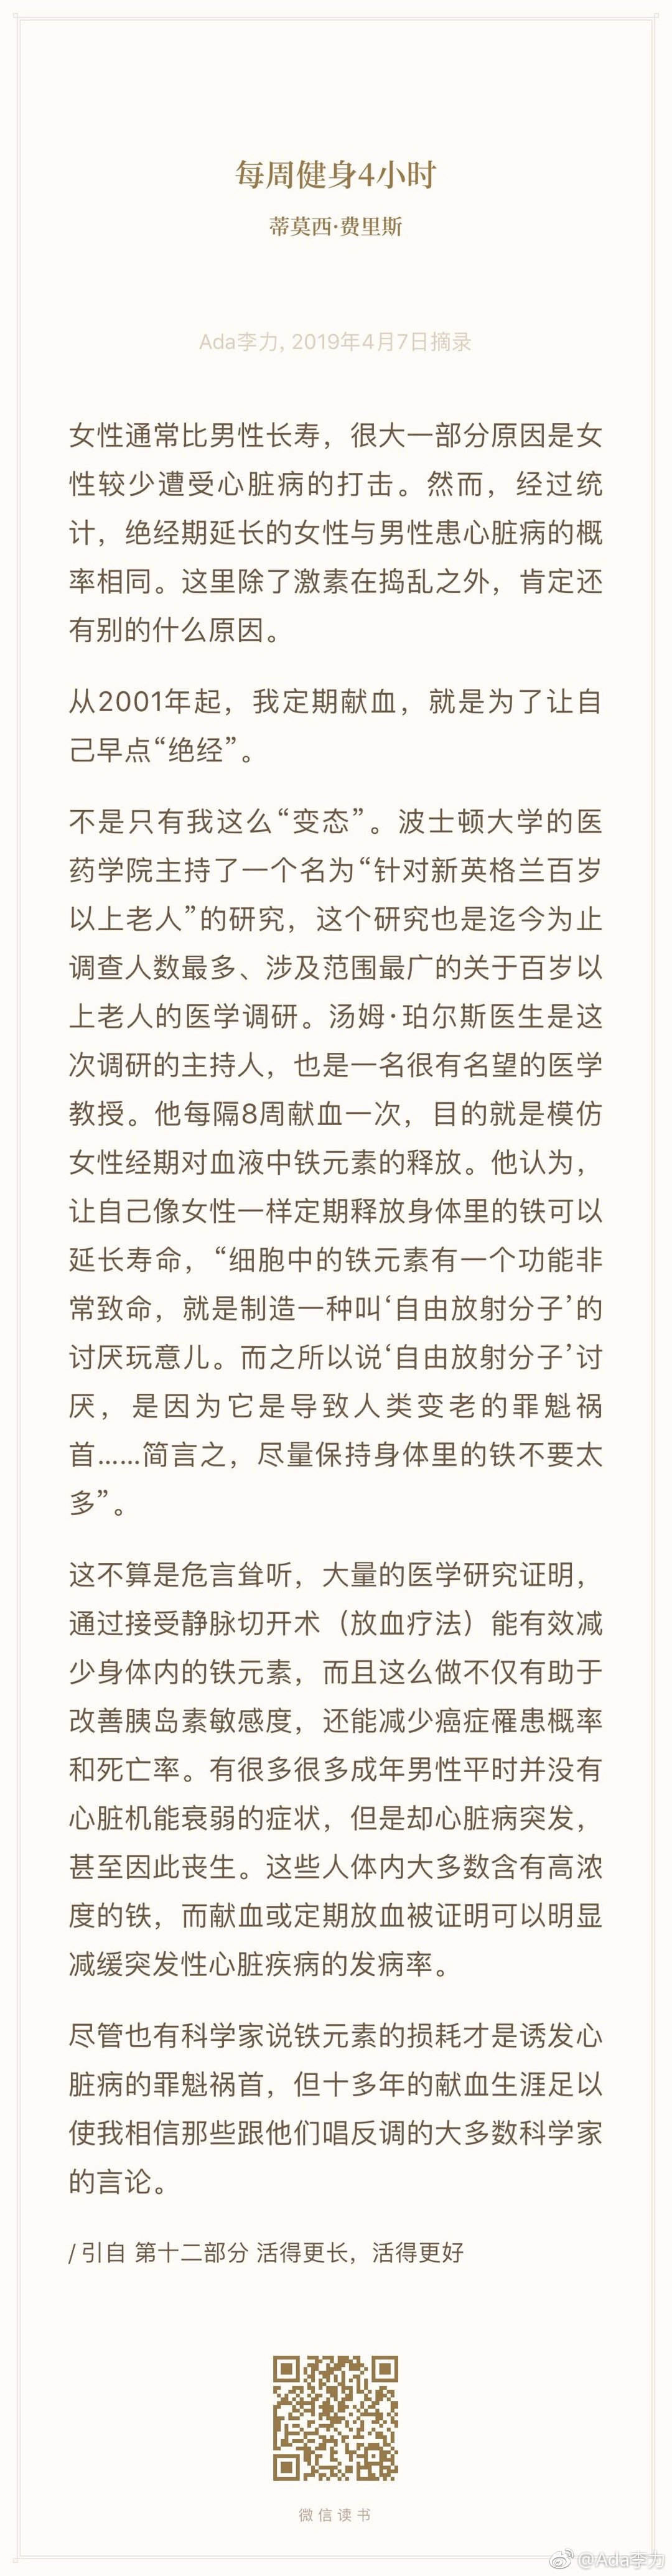 每周健身4小时
蒂莫西·费里斯
Ada李力, 2019年4月7日摘录
女性通常比男性长寿，很大一部分原因是女
性较少遭受心脏病的打击。然而，经过统
计，绝经期延长的女性与男性患心脏病的概
率相同。这里除了激素在捣乱之外，肯定还
有别的什么原因。
从2001年起，我定期献血，就是为了让自
己早点“绝经”。
不是只有我这么“变态”。波士顿大学的医
药学院主持了一个名为“针对新英格兰百岁
以上老人”的研究，这个研究也是迄今为止
调查人数最多、涉及范围最广的关于百岁以
上老人的医学调研。汤姆·珀尔斯医生是这
次调研的主持人，也是一名很有名望的医学
教授。他每隔8周献血一次，目的就是模仿
女性经期对血液中铁元素的释放。他认为，
让自己像女性一样定期释放身体里的铁可以
延长寿命，“细胞中的铁元素有一个功能非
常致命，就是制造一种叫‘自由放射分子’的
讨厌玩意儿。而之所以说‘自由放射分子’讨
厌，是因为它是导致人类变老的罪魁祸
首……简言之，尽量保持身体里的铁不要太
多”。
这不算是危言耸听，大量的医学研究证明，
通过接受静脉切开术（放血疗法）能有效减
少身体内的铁元素，而且这么做不仅有助于
改善胰岛素敏感度，还能减少癌症罹患概率
和死亡率。有很多很多成年男性平时并没有
心脏机能衰弱的症状，但是却心脏病突发，
甚至因此丧生。这些人体内大多数含有高浓
度的铁，而献血或定期放血被证明可以明显
减缓突发性心脏疾病的发病率。
尽管也有科学家说铁元素的损耗才是诱发心
脏病的罪魁祸首，但十多年的献血生涯足以
使我相信那些跟他们唱反调的大多数科学家
的言论。
/ 引自 第十二部分 活得更长，活得更好
微信读书
@Ada李力